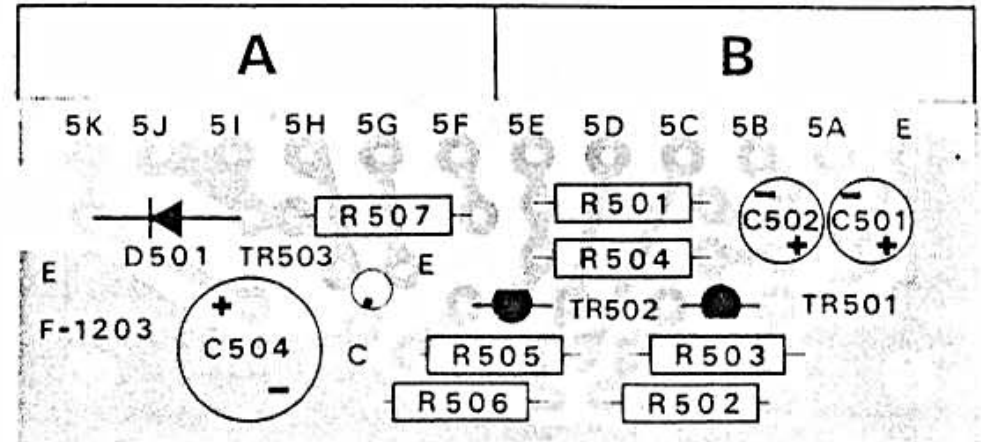 A B
5K 5J 5I 5H 5G 5F 5E 5D 5C 5B 5A E
R507 R501 − C502 + − C501 +
D501 TR503 E R504
E
+ TR502 TR501
F-1203 C504 − C R505 R503
R506 R502